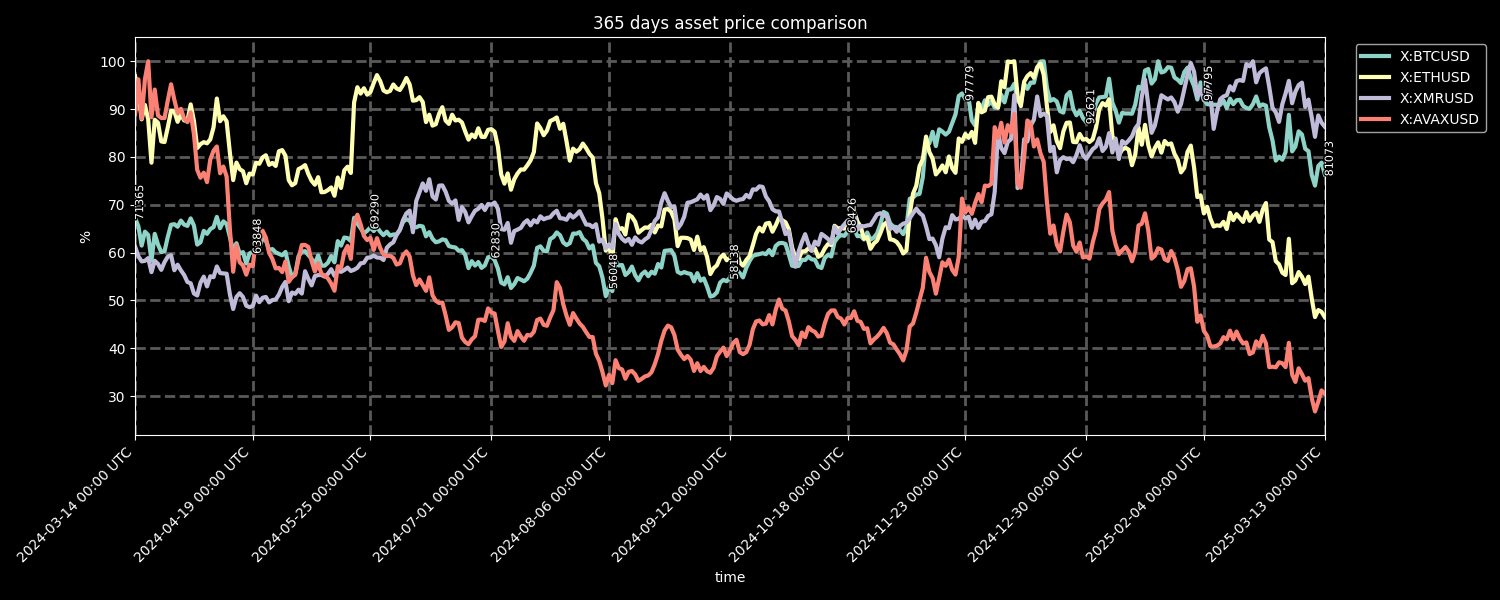 365 days asset price comparison
X:BTCUSD
X:ETHUSD
X:XMRUSD
X:AVAXUSD
100
90
80
70
60
50
40
30
%
71365
63848
69290
62830
56048
58138
68426
97779
92621
97795
81073
2024-03-14 00:00 UTC
2024-04-19 00:00 UTC
2024-05-25 00:00 UTC
2024-07-01 00:00 UTC
2024-08-06 00:00 UTC
2024-09-12 00:00 UTC
2024-10-18 00:00 UTC
2024-11-23 00:00 UTC
2024-12-30 00:00 UTC
2025-02-04 00:00 UTC
2025-03-13 00:00 UTC
time